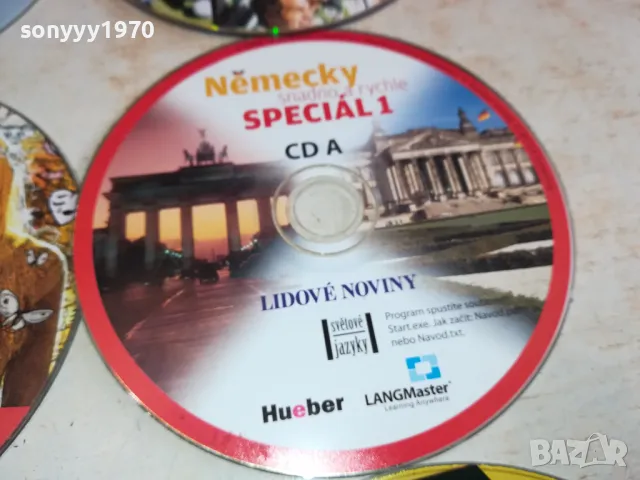 sonyyy1970
Německy
snadno a rychle
SPECIÁL 1
CD A
LIDOVÉ NOVINY
světové
jazyky
Program spustíte
Start.exe. Jak začít:
nebo Navod.txt.
Hueber
LANGMaster
Learning Anywhere
bazar